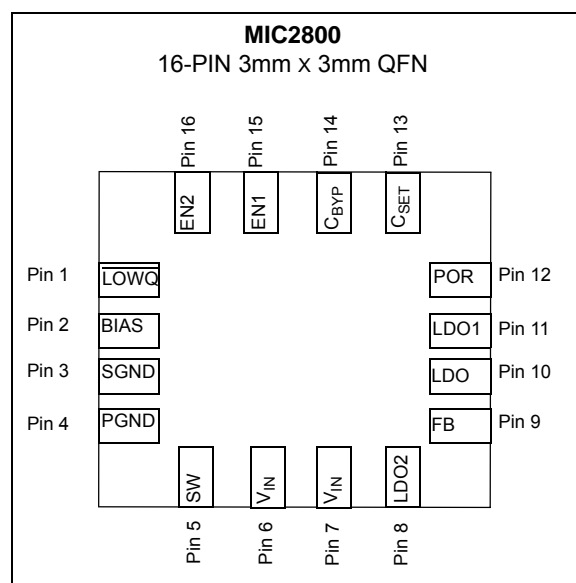 MIC2800
16-PIN 3mm x 3mm QFN
Pin 16
Pin 15
Pin 14
Pin 13
EN2
EN1
CBYP
CSET
Pin 1
LOWQ
POR
Pin 12
Pin 2
BIAS
LDO1
Pin 11
Pin 3
SGND
LDO
Pin 10
Pin 4
PGND
FB
Pin 9
SW
VIN
VIN
LDO2
Pin 5
Pin 6
Pin 7
Pin 8